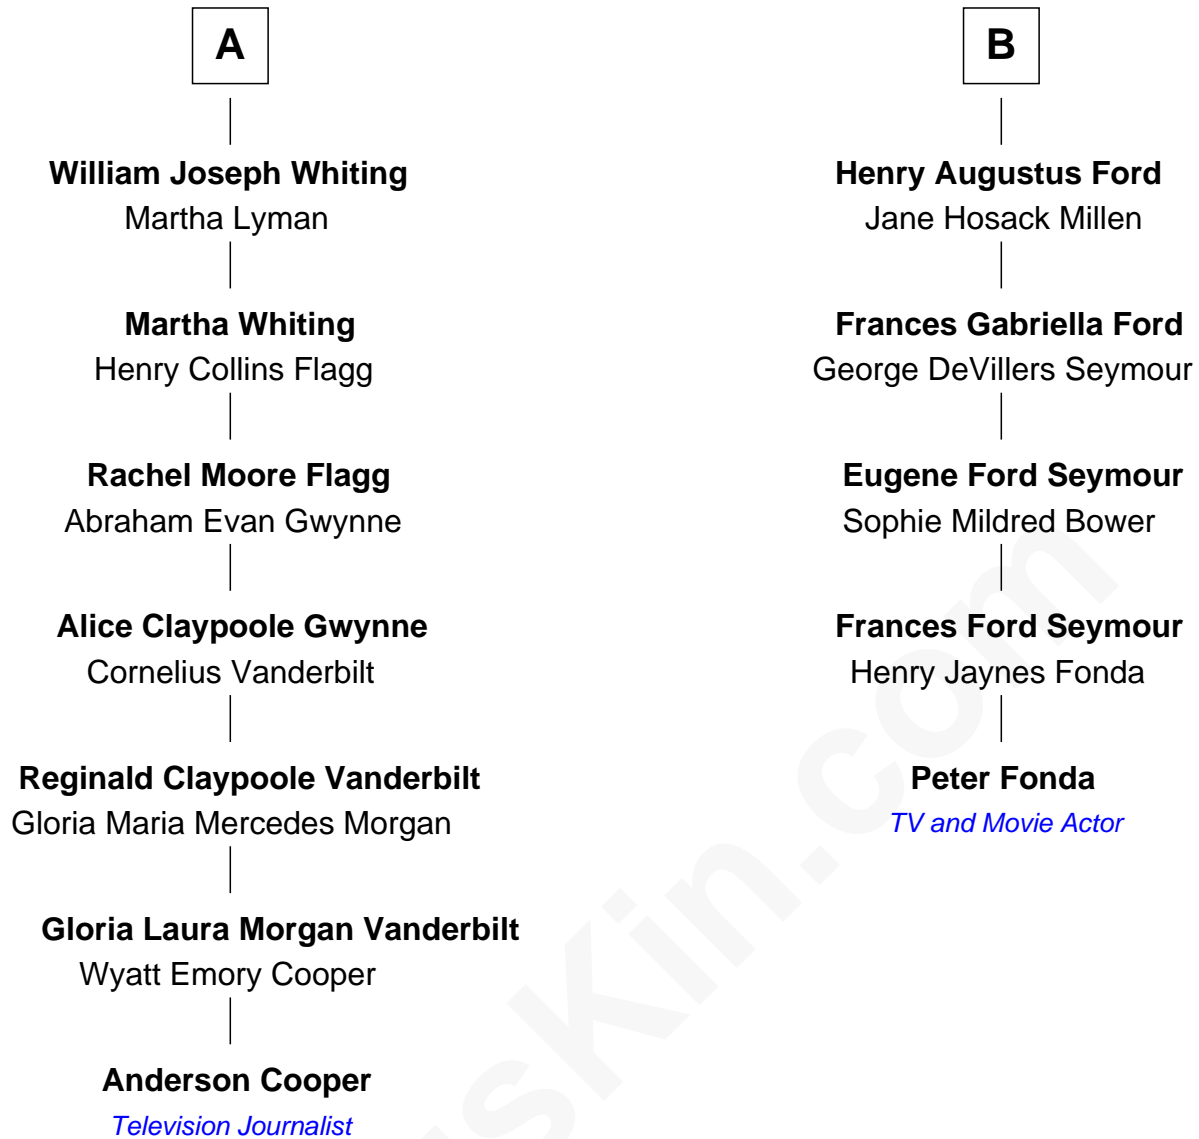 A
William Joseph Whiting
Martha Lyman
Martha Whiting
Henry Collins Flagg
Rachel Moore Flagg
Abraham Evan Gwynne
Alice Claypoole Gwynne
Cornelius Vanderbilt
Reginald Claypoole Vanderbilt
Gloria Maria Mercedes Morgan
Gloria Laura Morgan Vanderbilt
Wyatt Emory Cooper
Anderson Cooper
Television Journalist
B
Henry Augustus Ford
Jane Hosack Millen
Frances Gabriella Ford
George DeVillers Seymour
Eugene Ford Seymour
Sophie Mildred Bower
Frances Ford Seymour
Henry Jaynes Fonda
Peter Fonda
TV and Movie Actor